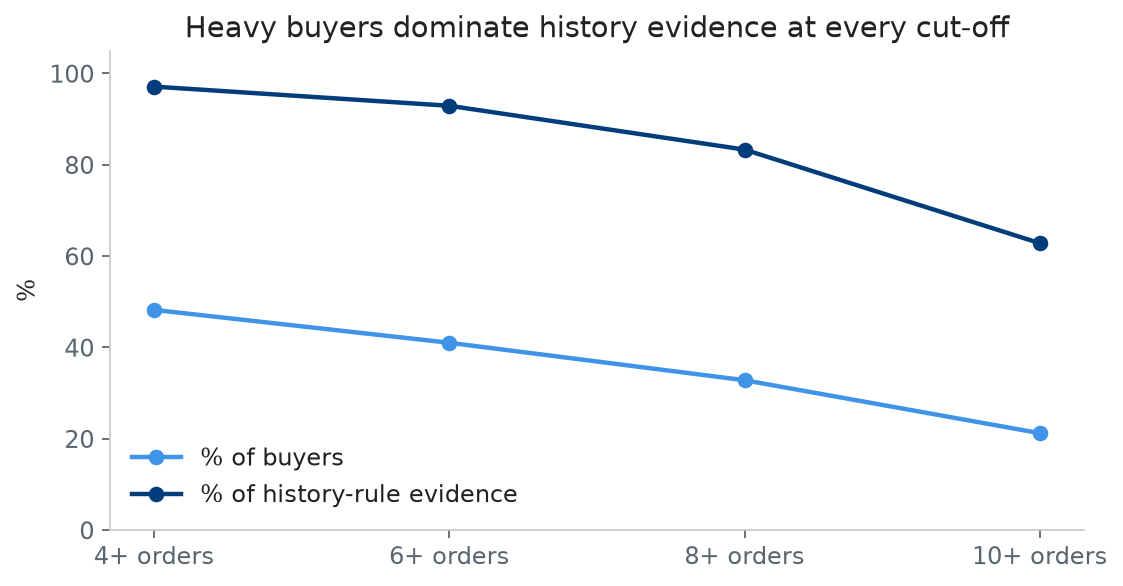 Heavy buyers dominate history evidence at every cut-off
100
80
60
40
20
0
%
% of buyers
% of history-rule evidence
4+ orders 6+ orders 8+ orders 10+ orders